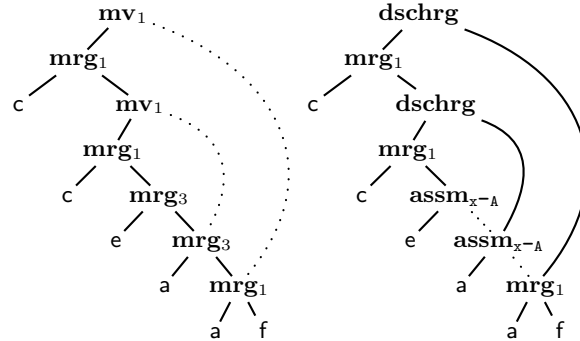 mv₁ dschrg
mrg₁ mrg₁
c mv₁ c dschrg
mrg₁ mrg₁
c mrg₃ c assmₓ₋ᴀ
e mrg₃ e assmₓ₋ᴀ
a mrg₁ a mrg₁
a f a f